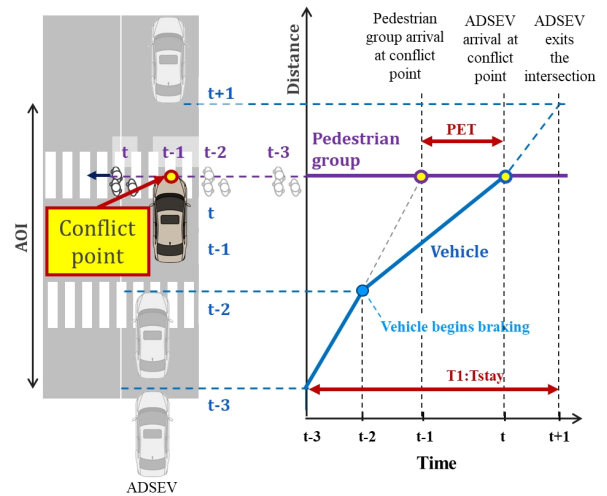 Pedestrian
group arrival
at conflict
point
ADSEV
arrival at
conflict
point
ADSEV
exits
the
intersection
Distance
t+1
PET
t
t-1
t-2
t-3
Pedestrian
group
AOI
Conflict
point
t
t-1
Vehicle
t-2
Vehicle begins braking
T1:Tstay
t-3
t-3
t-2
t-1
t
t+1
Time
ADSEV